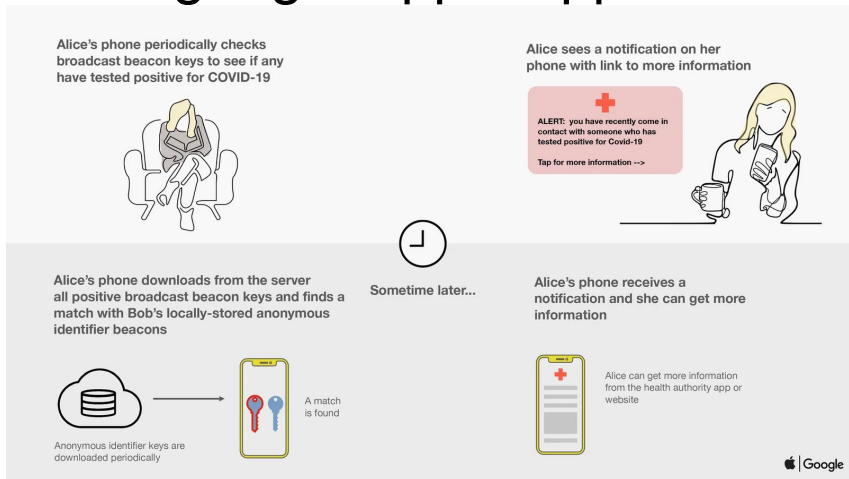 Alice’s phone periodically checks
broadcast beacon keys to see if any
have tested positive for COVID-19
Alice sees a notification on her
phone with link to more information
ALERT: you have recently come in
contact with someone who has
tested positive for Covid-19
Tap for more information -->
Sometime later...
Alice’s phone downloads from the server
all positive broadcast beacon keys and finds a
match with Bob’s locally-stored anonymous
identifier beacons
A match
is found
Anonymous identifier keys are
downloaded periodically
Alice’s phone receives a
notification and she can get more
information
Alice can get more information
from the health authority app or
website
Google